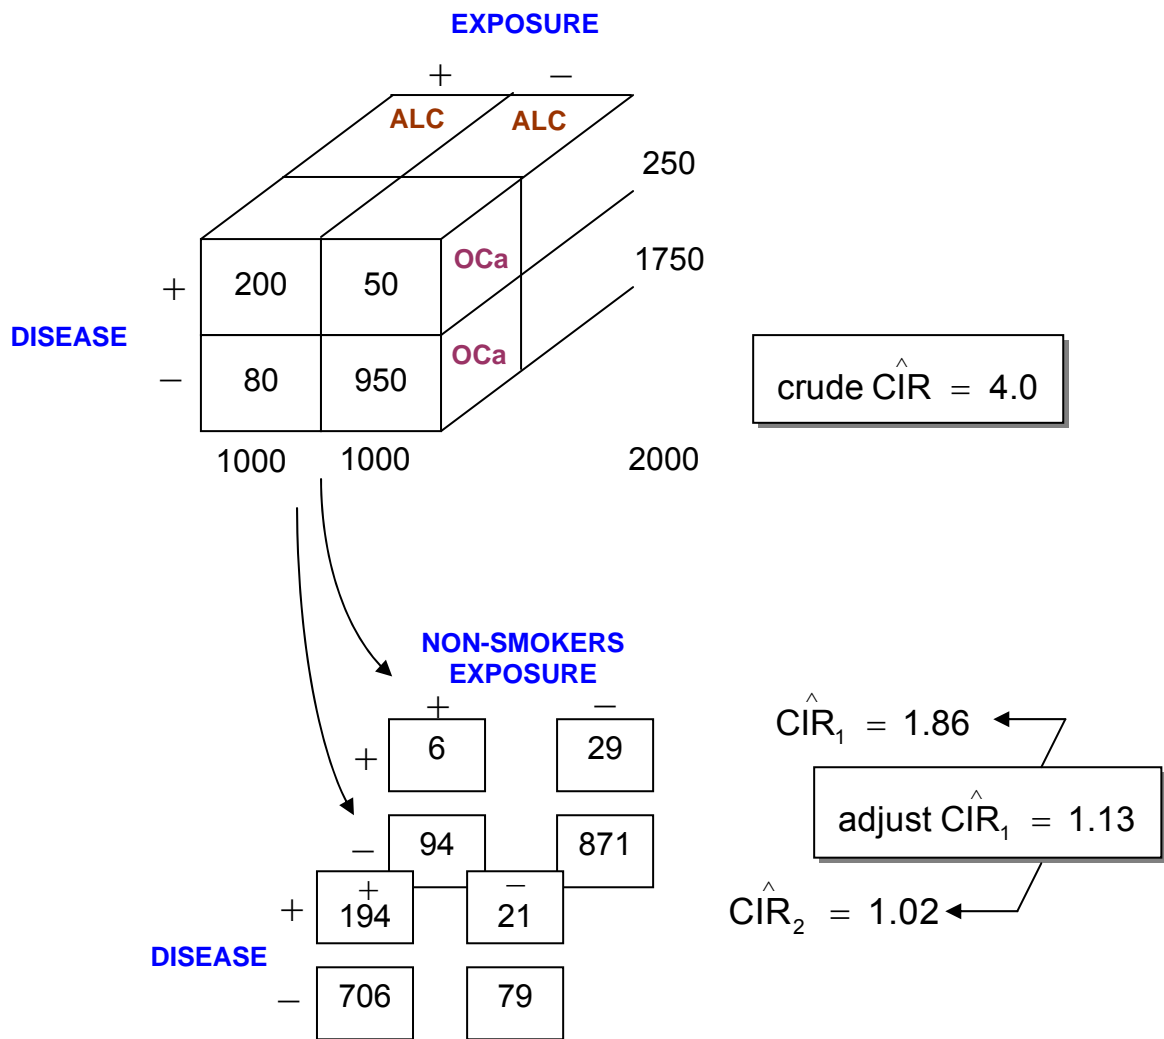 EXPOSURE
+ −
ALC ALC
250
OCa 1750
+ 200 50
DISEASE
OCa
− 80 950
crude CÎR = 4.0
1000 1000 2000
NON-SMOKERS
EXPOSURE
+ −
CÎR₁ = 1.86
+ 6 29
adjust CÎR₁ = 1.13
− 94 871
+ −
+ 194 21
CÎR₂ = 1.02
DISEASE
− 706 79